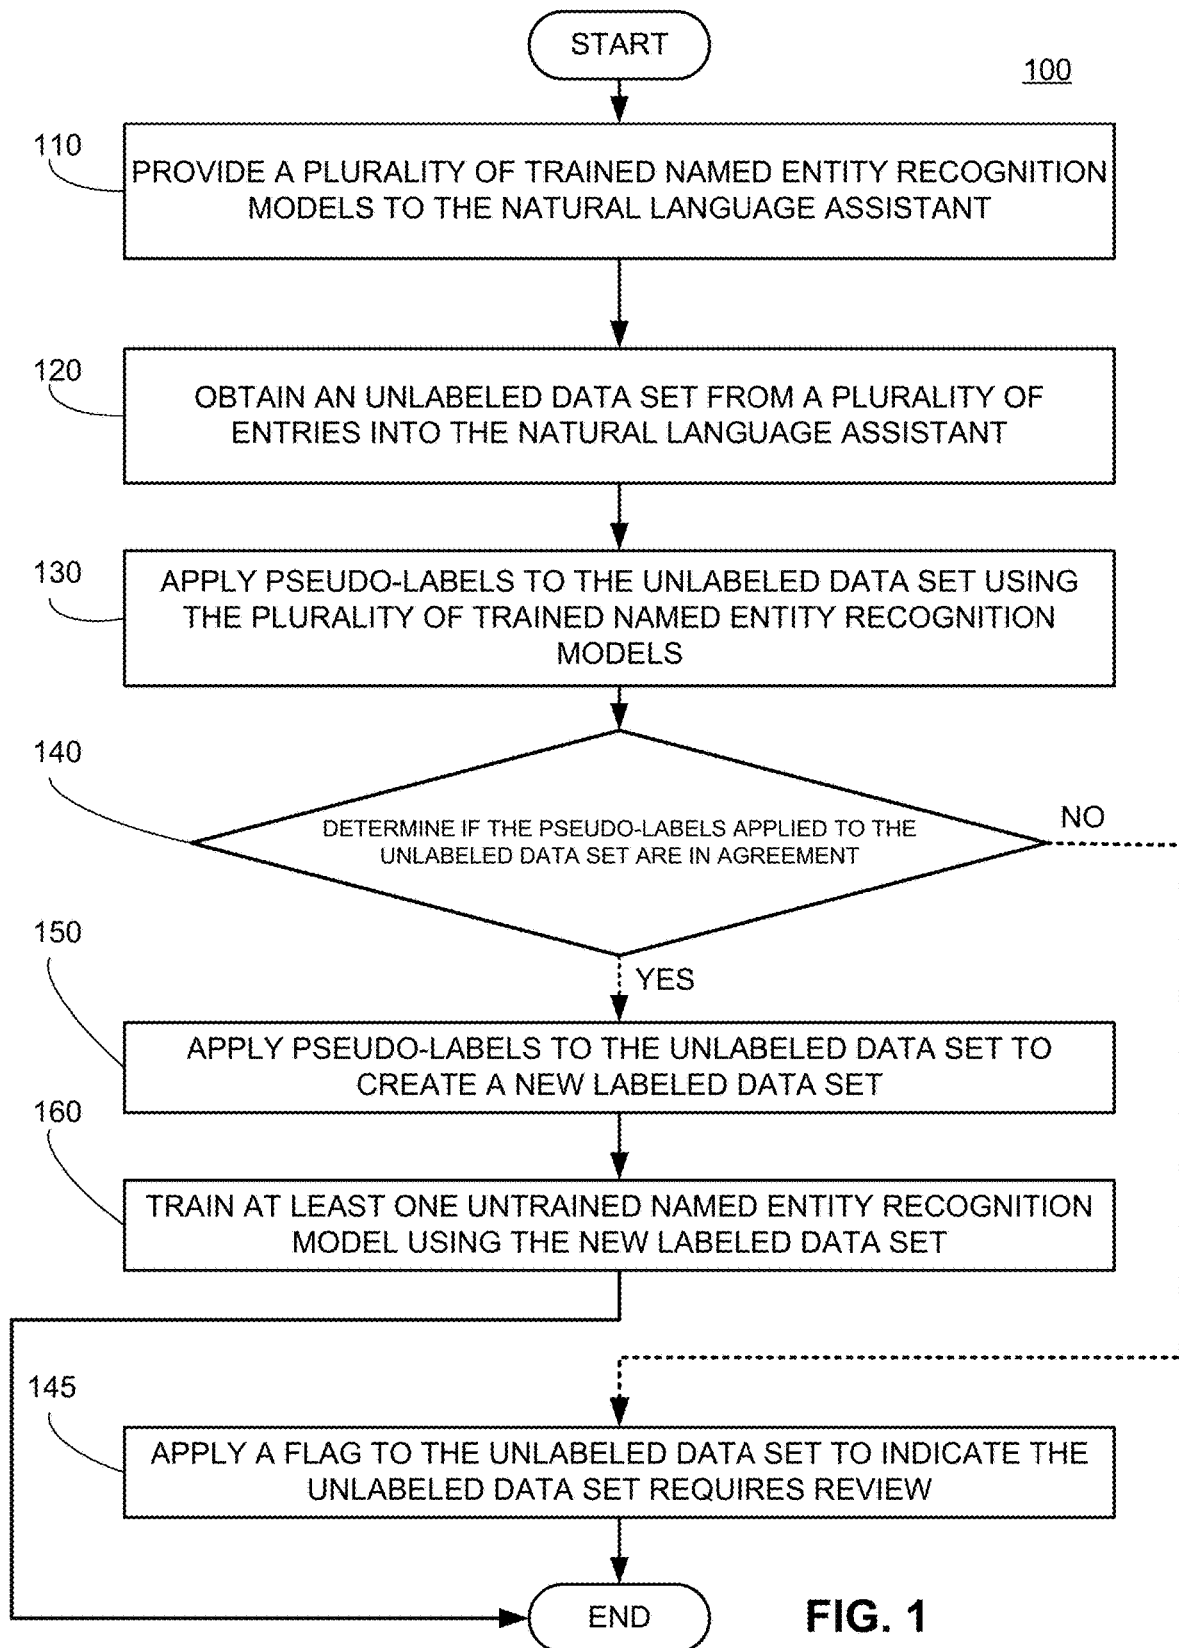 START
100
110
PROVIDE A PLURALITY OF TRAINED NAMED ENTITY RECOGNITION
MODELS TO THE NATURAL LANGUAGE ASSISTANT
120
OBTAIN AN UNLABELED DATA SET FROM A PLURALITY OF
ENTRIES INTO THE NATURAL LANGUAGE ASSISTANT
130
APPLY PSEUDO-LABELS TO THE UNLABELED DATA SET USING
THE PLURALITY OF TRAINED NAMED ENTITY RECOGNITION
MODELS
140
DETERMINE IF THE PSEUDO-LABELS APPLIED TO THE
UNLABELED DATA SET ARE IN AGREEMENT
NO
YES
150
APPLY PSEUDO-LABELS TO THE UNLABELED DATA SET TO
CREATE A NEW LABELED DATA SET
160
TRAIN AT LEAST ONE UNTRAINED NAMED ENTITY RECOGNITION
MODEL USING THE NEW LABELED DATA SET
145
APPLY A FLAG TO THE UNLABELED DATA SET TO INDICATE THE
UNLABELED DATA SET REQUIRES REVIEW
END
FIG. 1